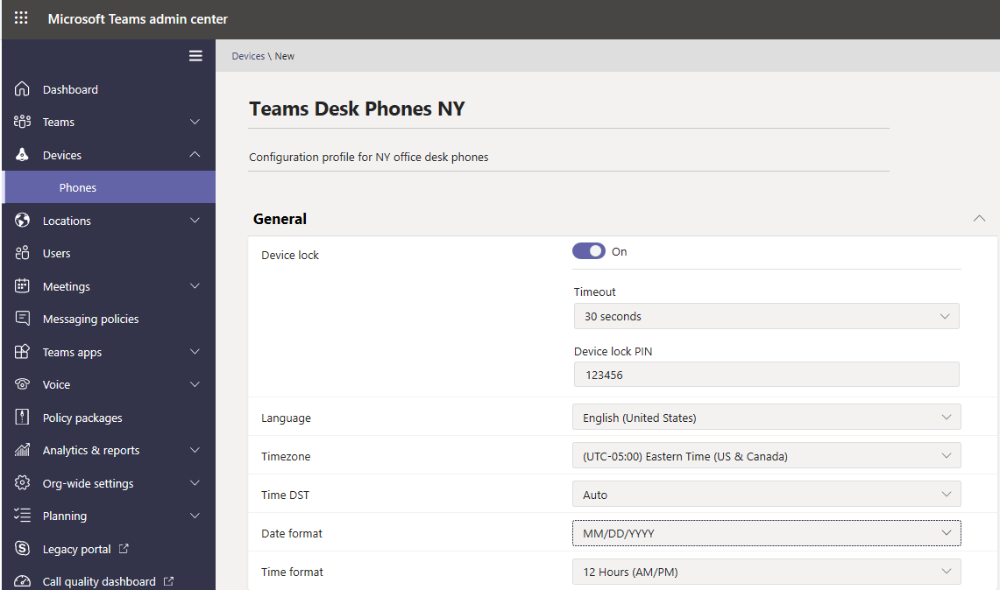 Microsoft Teams admin center
Devices \ New
Dashboard
Teams
Devices
Phones
Locations
Users
Meetings
Messaging policies
Teams apps
Voice
Policy packages
Analytics & reports
Org-wide settings
Planning
Legacy portal
Call quality dashboard
Teams Desk Phones NY
Configuration profile for NY office desk phones
General
Device lock
On
Timeout
30 seconds
Device lock PIN
123456
Language
English (United States)
Timezone
(UTC-05:00) Eastern Time (US & Canada)
Time DST
Auto
Date format
MM/DD/YYYY
Time format
12 Hours (AM/PM)